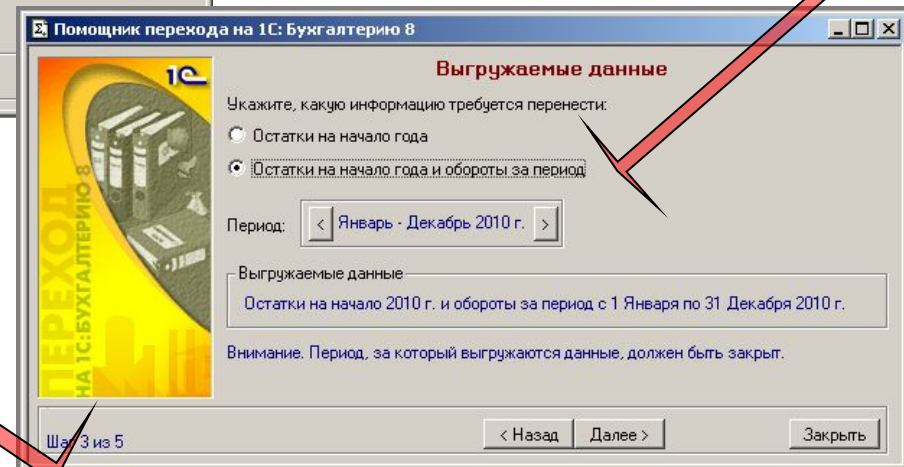 Помощник перехода на 1С: Бухгалтерию 8
1С
ПЕРЕХОД
НА 1С:БУХГАЛТЕРИЮ 8
Выгружаемые данные
Укажите, какую информацию требуется перенести:
Остатки на начало года
Остатки на начало года и обороты за период
Период: < Январь - Декабрь 2010 г. >
Выгружаемые данные
Остатки на начало 2010 г. и обороты за период с 1 Января по 31 Декабря 2010 г.
Внимание. Период, за который выгружаются данные, должен быть закрыт.
Шаг 3 из 5 < Назад Далее > Закрыть